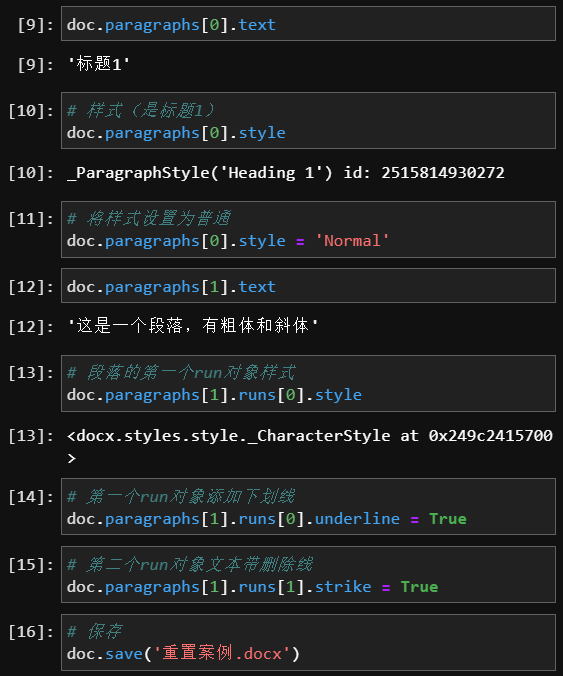 [9]: doc.paragraphs[0].text
[9]: '标题1'
[10]: # 样式（是标题1）
doc.paragraphs[0].style
[10]: _ParagraphStyle('Heading 1') id: 2515814930272
[11]: # 将样式设置为普通
doc.paragraphs[0].style = 'Normal'
[12]: doc.paragraphs[1].text
[12]: '这是一个段落，有粗体和斜体'
[13]: # 段落的第一个run对象样式
doc.paragraphs[1].runs[0].style
[13]: <docx.styles.style._CharacterStyle at 0x249c2415700
>
[14]: # 第一个run对象添加下划线
doc.paragraphs[1].runs[0].underline = True
[15]: # 第二个run对象文本带删除线
doc.paragraphs[1].runs[1].strike = True
[16]: # 保存
doc.save('重置案例.docx')